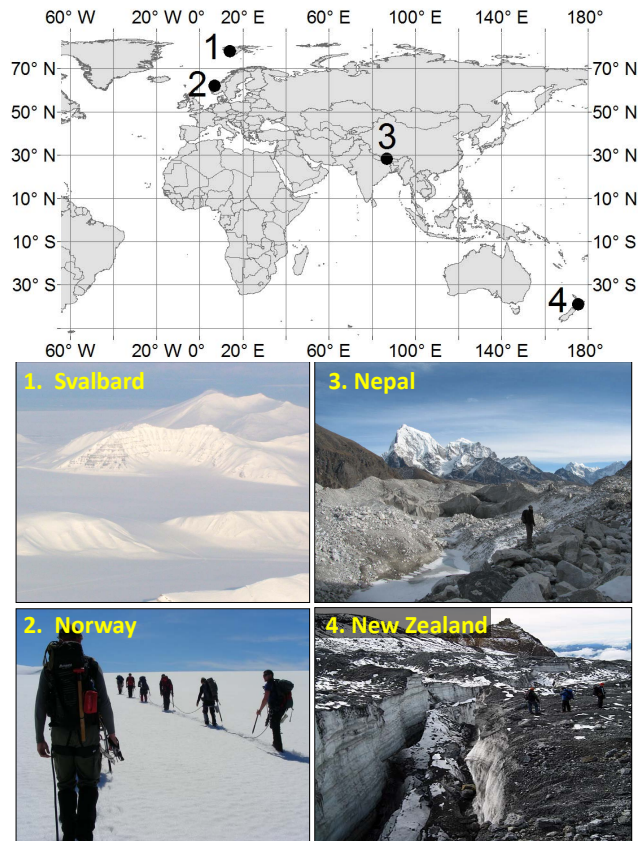 60° W 20° W 0° 20° E 60° E 100° E 140° E 180°
1
70° N 70° N
2
50° N 50° N
3
30° N 30° N
10° N 10° N
10° S 10° S
30° S 30° S
4
60° W 20° W 0° 20° E 60° E 100° E 140° E 180°
1. Svalbard
3. Nepal
2. Norway
4. New Zealand